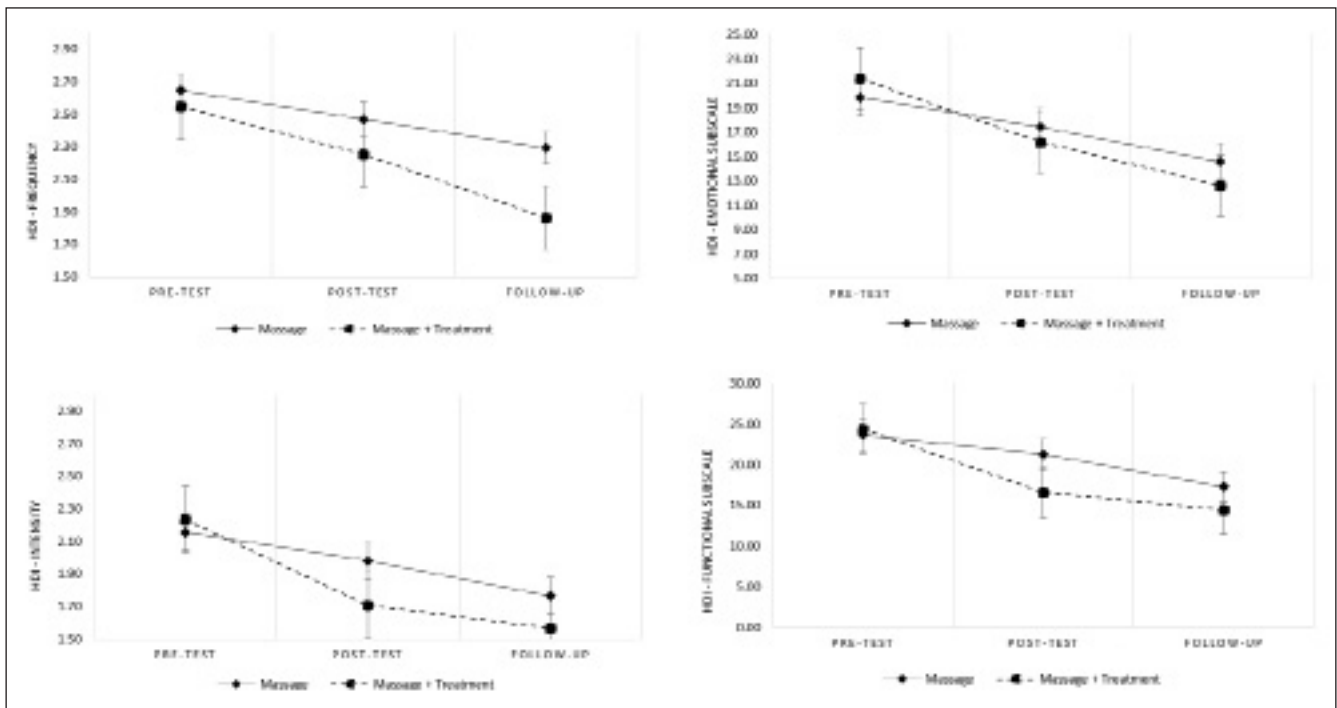 HDI - FREQUENCY
2.90
2.70
2.50
2.30
2.10
1.90
1.70
1.50
PRE-TEST POST-TEST FOLLOW-UP
Massage Massage + Treatment
HDI - EMOTIONAL SUBSCALE
25.00
23.00
21.00
19.00
17.00
15.00
13.00
11.00
9.00
7.00
5.00
PRE-TEST POST-TEST FOLLOW-UP
Massage Massage + Treatment
HDI - INTENSITY
2.90
2.70
2.50
2.30
2.10
1.90
1.70
1.50
PRE-TEST POST-TEST FOLLOW-UP
Massage Massage + Treatment
HDI - FUNCTIONAL SUBSCALE
30.00
25.00
20.00
15.00
10.00
5.00
0.00
PRE-TEST POST-TEST FOLLOW-UP
Massage Massage + Treatment